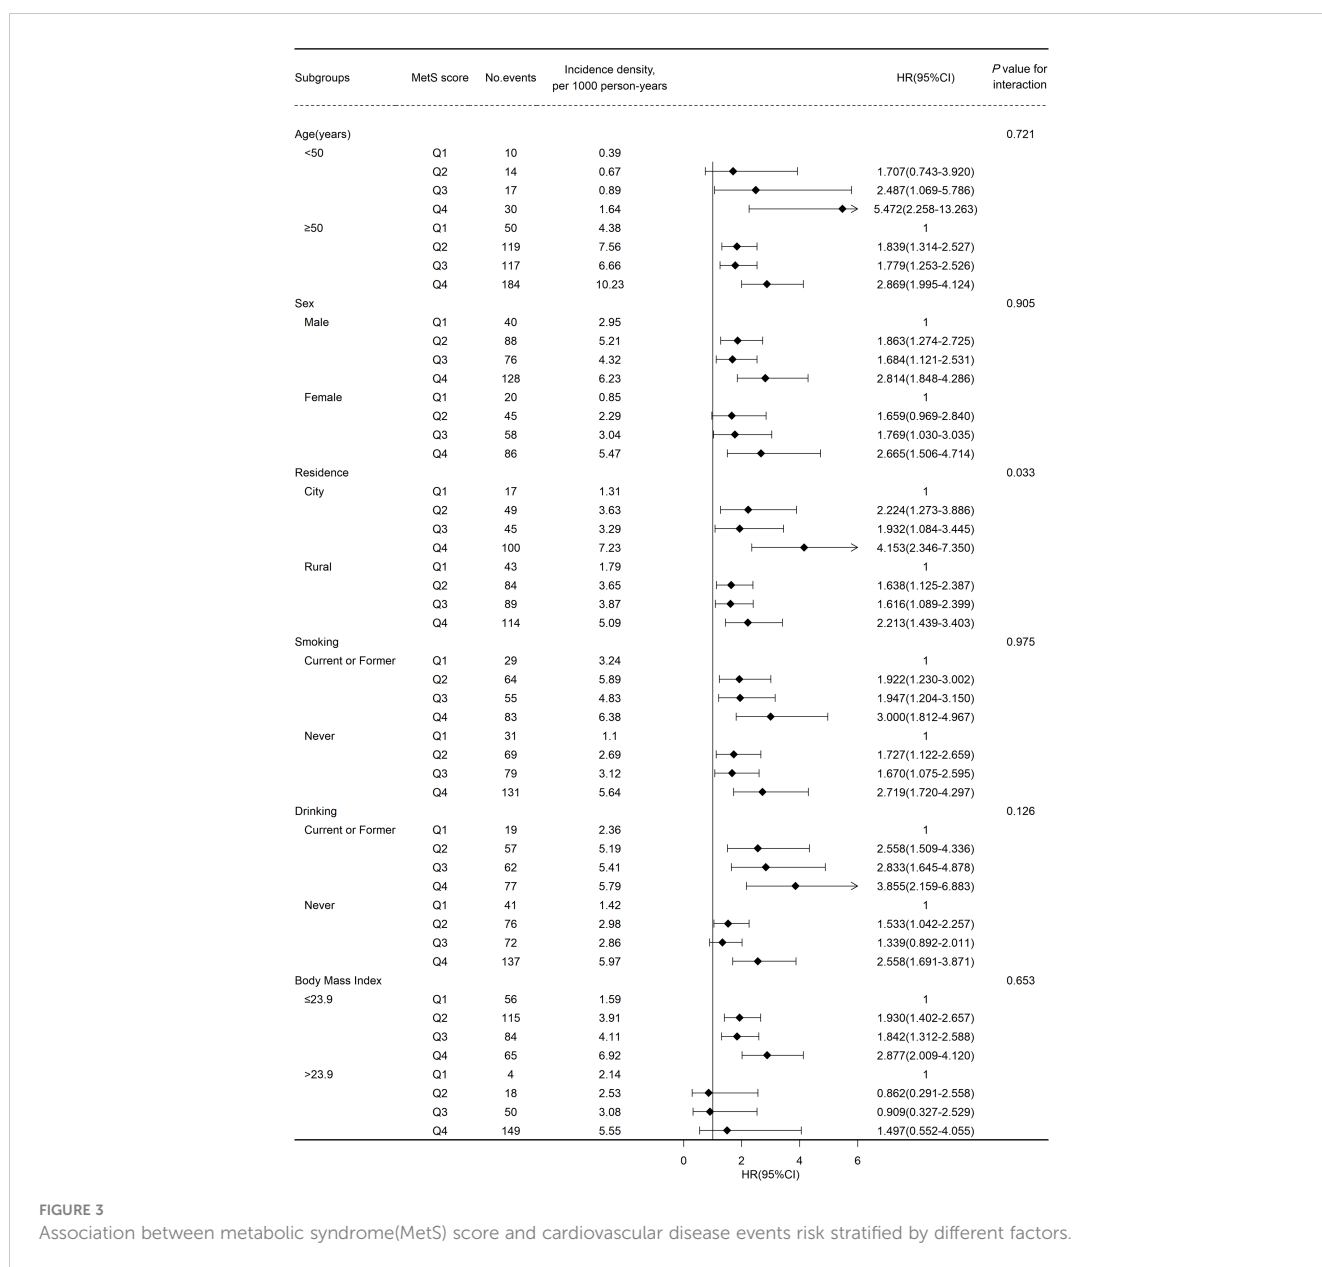 Subgroups MetS score No.events Incidence density, per 1000 person-years HR(95%CI) P value for interaction
Age(years) 0.721
<50 Q1 10 0.39
Q2 14 0.67 1.707(0.743-3.920)
Q3 17 0.89 2.487(1.069-5.786)
Q4 30 1.64 5.472(2.258-13.263)
≥50 Q1 50 4.38 1
Q2 119 7.56 1.839(1.314-2.527)
Q3 117 6.66 1.779(1.253-2.526)
Q4 184 10.23 2.869(1.995-4.124)
Sex 0.905
Male Q1 40 2.95 1
Q2 88 5.21 1.863(1.274-2.725)
Q3 76 4.32 1.684(1.121-2.531)
Q4 128 6.23 2.814(1.848-4.286)
Female Q1 20 0.85 1
Q2 45 2.29 1.659(0.969-2.840)
Q3 58 3.04 1.769(1.030-3.035)
Q4 86 5.47 2.665(1.506-4.714)
Residence 0.033
City Q1 17 1.31 1
Q2 49 3.63 2.224(1.273-3.886)
Q3 45 3.29 1.932(1.084-3.445)
Q4 100 7.23 4.153(2.346-7.350)
Rural Q1 43 1.79 1
Q2 84 3.65 1.638(1.125-2.387)
Q3 89 3.87 1.616(1.089-2.399)
Q4 114 5.09 2.213(1.439-3.403)
Smoking 0.975
Current or Former Q1 29 3.24 1
Q2 64 5.89 1.922(1.230-3.002)
Q3 55 4.83 1.947(1.204-3.150)
Q4 83 6.38 3.000(1.812-4.967)
Never Q1 31 1.1 1
Q2 69 2.69 1.727(1.122-2.659)
Q3 79 3.12 1.670(1.075-2.595)
Q4 131 5.64 2.719(1.720-4.297)
Drinking 0.126
Current or Former Q1 19 2.36 1
Q2 57 5.19 2.558(1.509-4.336)
Q3 62 5.41 2.833(1.645-4.878)
Q4 77 5.79 3.855(2.159-6.883)
Never Q1 41 1.42 1
Q2 76 2.98 1.533(1.042-2.257)
Q3 72 2.86 1.339(0.892-2.011)
Q4 137 5.97 2.558(1.691-3.871)
Body Mass Index 0.653
≤23.9 Q1 56 1.59 1
Q2 115 3.91 1.930(1.402-2.657)
Q3 84 4.11 1.842(1.312-2.588)
Q4 65 6.92 2.877(2.009-4.120)
>23.9 Q1 4 2.14 1
Q2 18 2.53 0.862(0.291-2.558)
Q3 50 3.08 0.909(0.327-2.529)
Q4 149 5.55 1.497(0.552-4.055)
0 2 4 6
HR(95%CI)
FIGURE 3
Association between metabolic syndrome(MetS) score and cardiovascular disease events risk stratified by different factors.